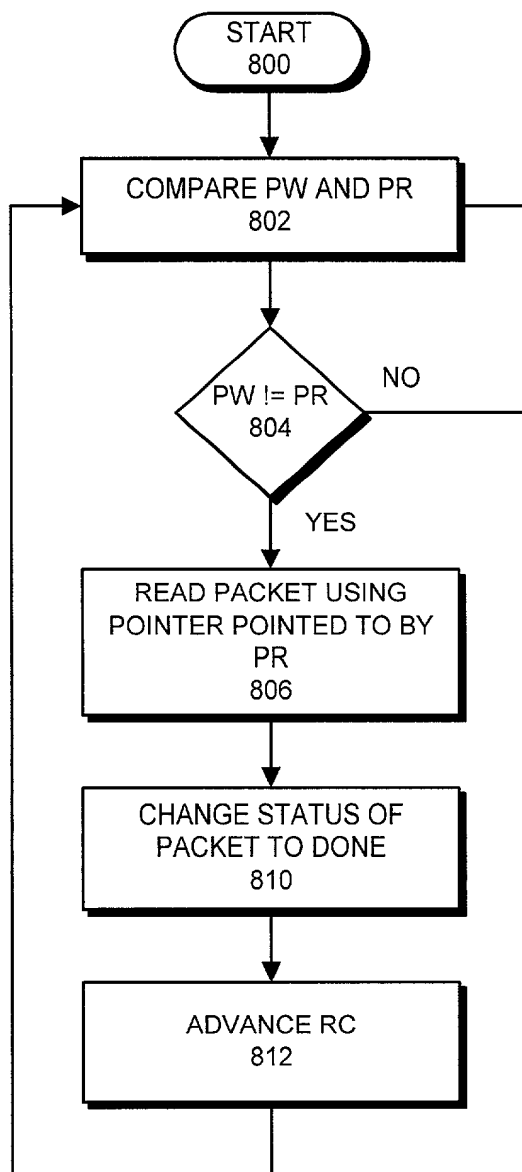 START
800
COMPARE PW AND PR
802
PW != PR
804
NO
YES
READ PACKET USING
POINTER POINTED TO BY
PR
806
CHANGE STATUS OF
PACKET TO DONE
810
ADVANCE RC
812